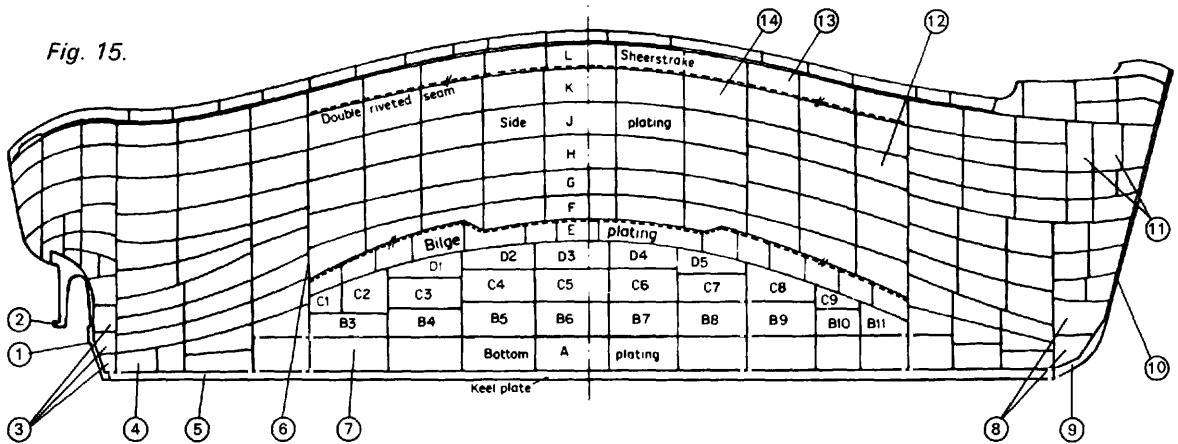 Fig. 15.
14
13
12
L Sheerstrake
Double riveted seam
K
Side J plating
H
G
F
Bilge E plating
11
D1 D2 D3 D4 D5
C1 C2 C3 C4 C5 C6 C7 C8 C9
B3 B4 B5 B6 B7 B8 B9 B10 B11
2
1
Bottom A plating
10
Keel plate
3 4 5 6 7 8 9